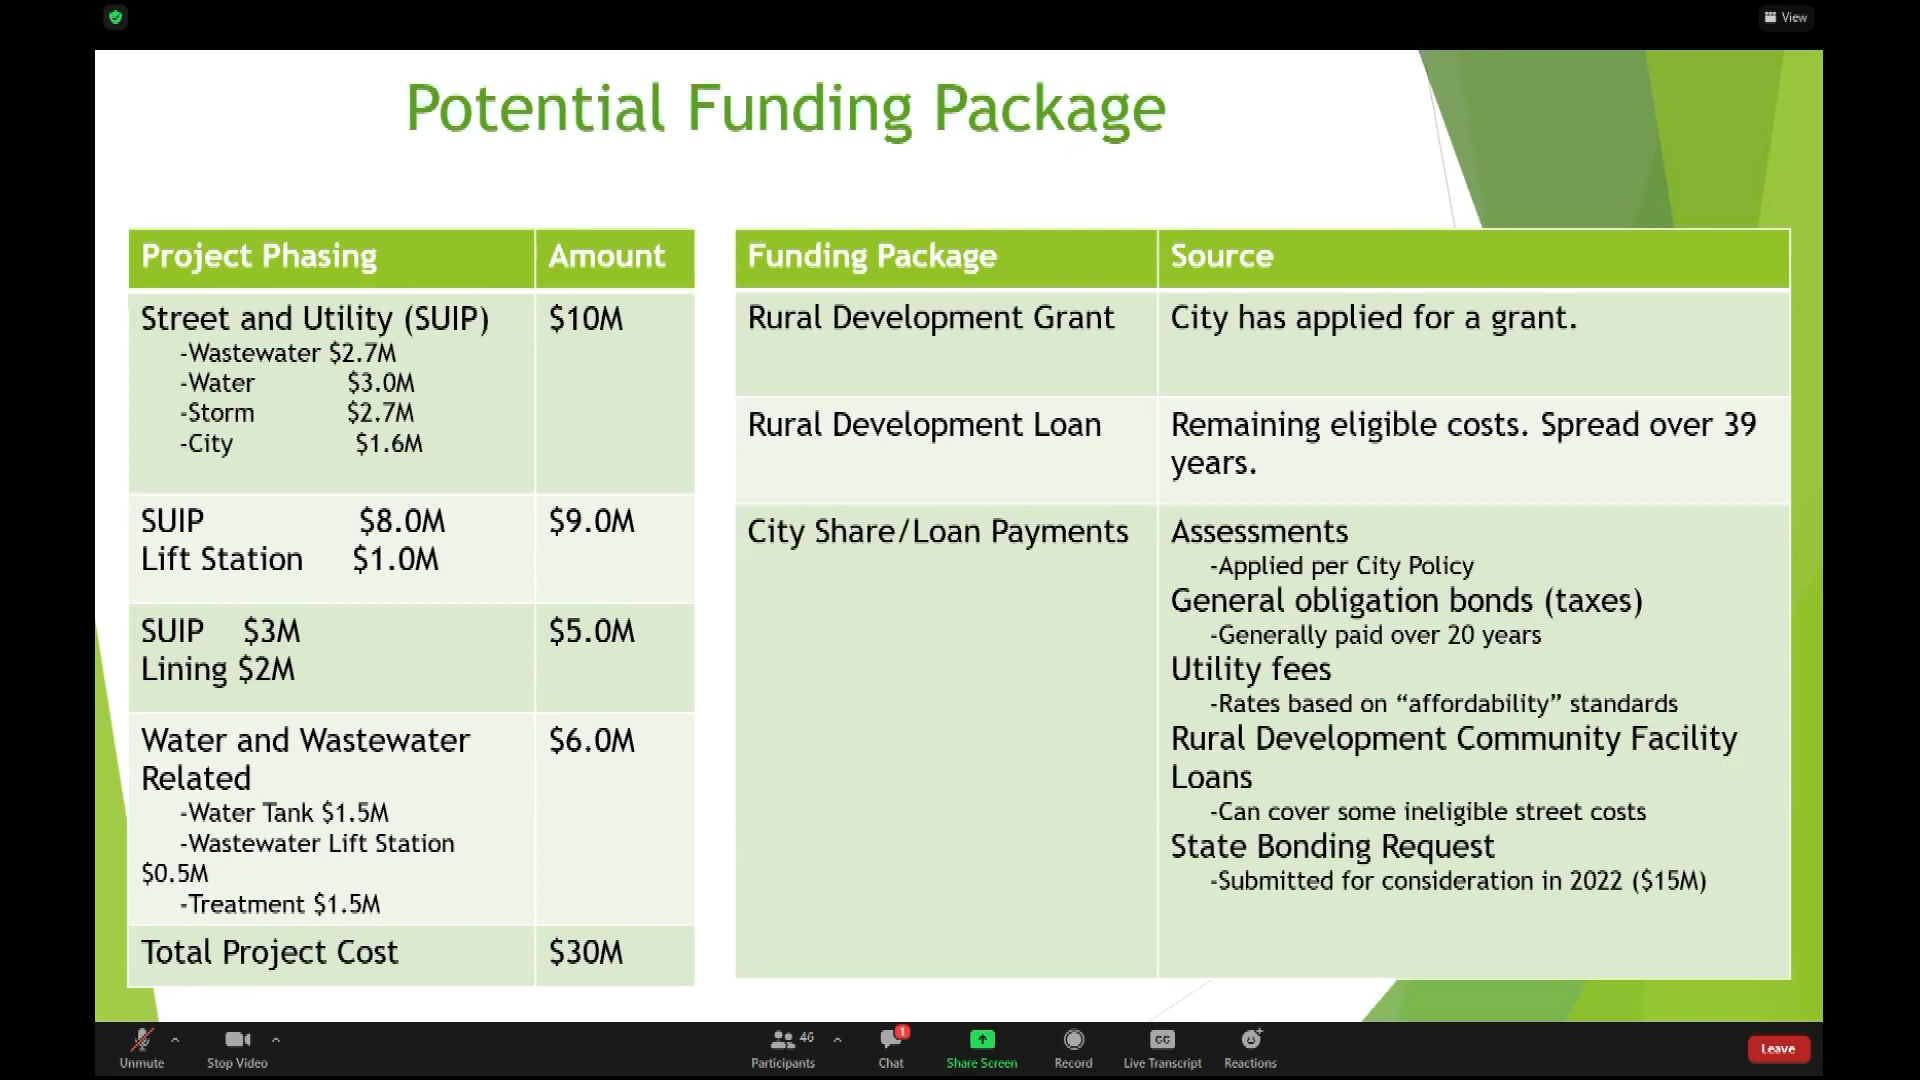 View
Potential Funding Package
Project Phasing Amount
Street and Utility (SUIP) $10M
-Wastewater $2.7M
-Water $3.0M
-Storm $2.7M
-City $1.6M
SUIP $8.0M $9.0M
Lift Station $1.0M
SUIP $3M $5.0M
Lining $2M
Water and Wastewater $6.0M
Related
-Water Tank $1.5M
-Wastewater Lift Station
$0.5M
-Treatment $1.5M
Total Project Cost $30M
Funding Package Source
Rural Development Grant City has applied for a grant.
Rural Development Loan Remaining eligible costs. Spread over 39
years.
City Share/Loan Payments Assessments
-Applied per City Policy
General obligation bonds (taxes)
-Generally paid over 20 years
Utility fees
-Rates based on “affordability” standards
Rural Development Community Facility
Loans
-Can cover some ineligible street costs
State Bonding Request
-Submitted for consideration in 2022 ($15M)
46 1 CC
Unmute Stop Video Participants Chat Share Screen Record Live Transcript Reactions Leave